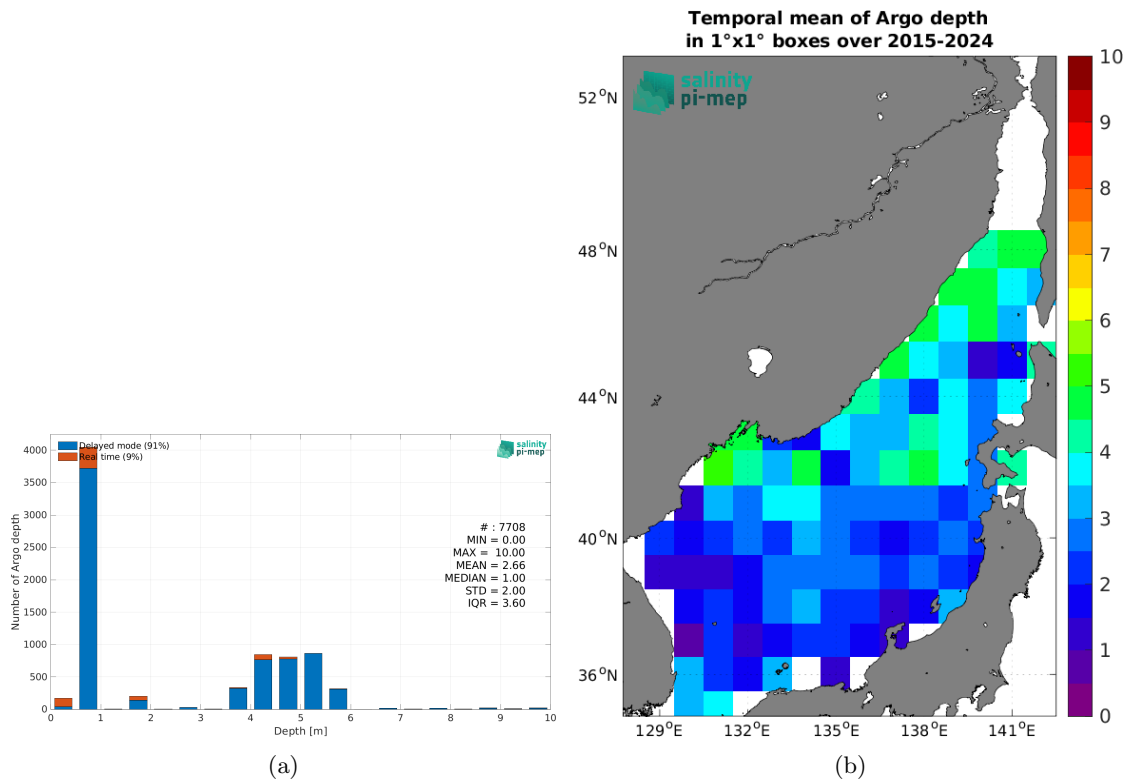 Temporal mean of Argo depth
in 1°x1° boxes over 2015-2024
salinity
pi-mep
52°N
48°N
44°N
40°N
36°N
129°E
132°E
135°E
138°E
141°E
10
9
8
7
6
5
4
3
2
1
0
Delayed mode (91%)
Real time (9%)
salinity
pi-mep
# : 7708
MIN = 0.00
MAX = 10.00
MEAN = 2.66
MEDIAN = 1.00
STD = 2.00
IQR = 3.60
Number of Argo depth
4000
3500
3000
2500
2000
1500
1000
500
0
0
1
2
3
4
5
6
7
8
9
10
Depth [m]
(a)
(b)